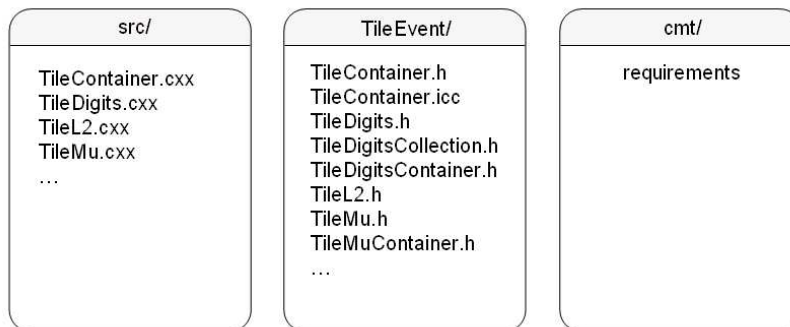 src/
TileContainer.cxx
TileDigits.cxx
TileL2.cxx
TileMu.cxx
...
TileEvent/
TileContainer.h
TileContainer.icc
TileDigits.h
TileDigitsCollection.h
TileDigitsContainer.h
TileL2.h
TileMu.h
TileMuContainer.h
...
cmt/
requirements